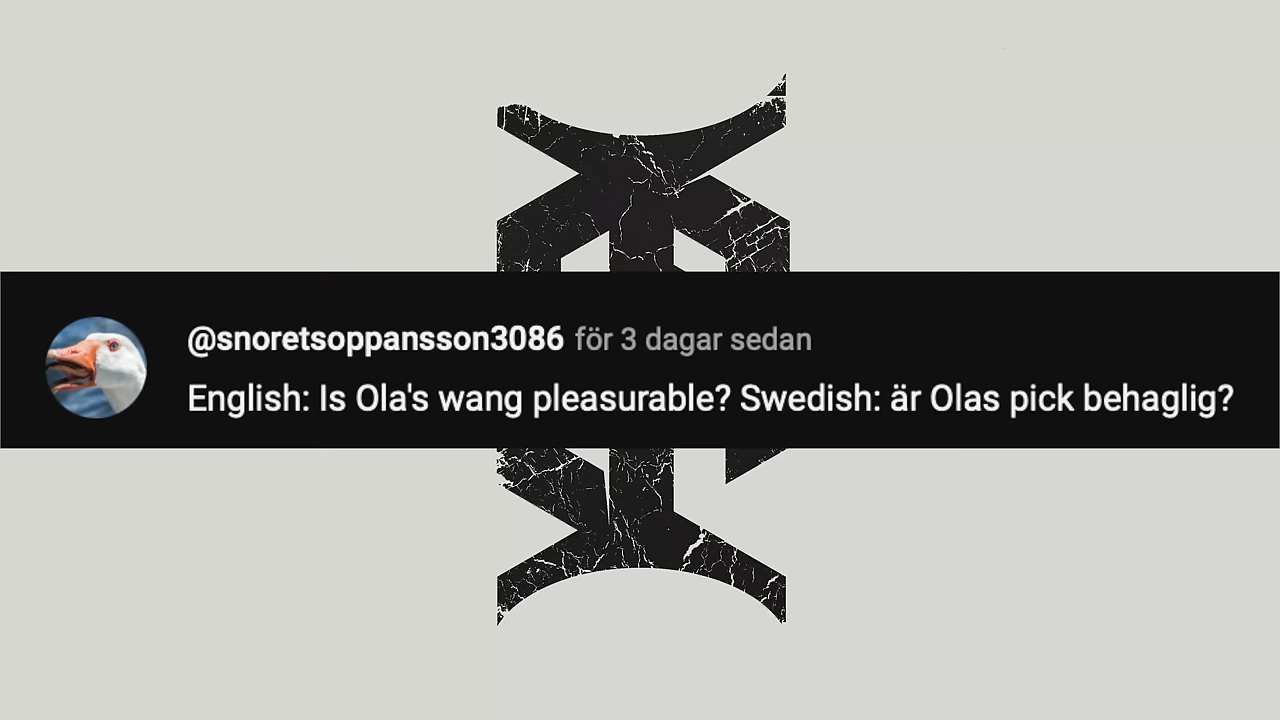 @snoretsoppansson3086 för 3 dagar sedan
English: Is Ola's wang pleasurable? Swedish: är Olas pick behaglig?